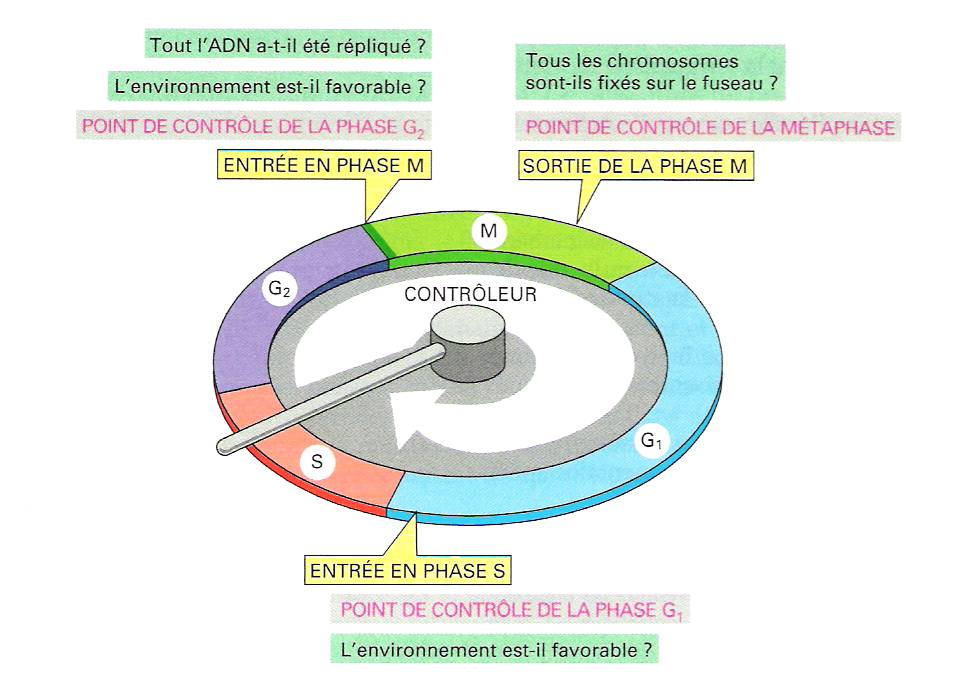 Tout l'ADN a-t-il été répliqué ?
L'environnement est-il favorable ?
POINT DE CONTRÔLE DE LA PHASE G₂
ENTRÉE EN PHASE M
Tous les chromosomes
sont-ils fixés sur le fuseau ?
POINT DE CONTRÔLE DE LA MÉTAPHASE
SORTIE DE LA PHASE M
M
G₂
CONTRÔLEUR
G₁
S
ENTRÉE EN PHASE S
POINT DE CONTRÔLE DE LA PHASE G₁
L'environnement est-il favorable ?